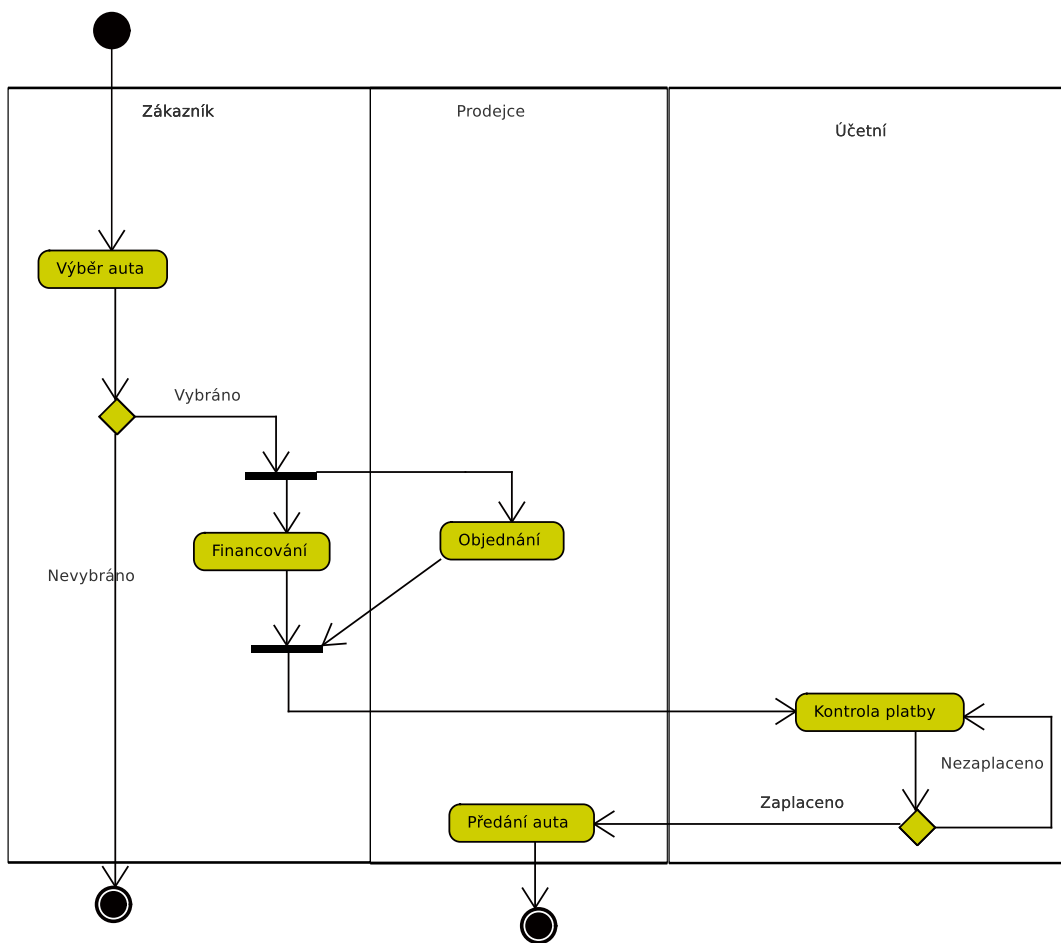 Zákazník
Prodejce
Účetní
Výběr auta
Vybráno
Financování
Objednání
Nevybráno
Kontrola platby
Nezaplaceno
Zaplaceno
Předání auta